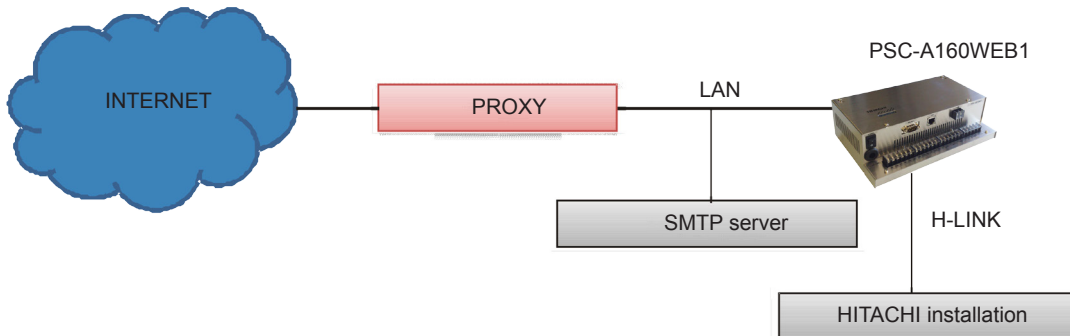 PSC-A160WEB1
INTERNET
PROXY
LAN
SMTP server
H-LINK
HITACHI installation